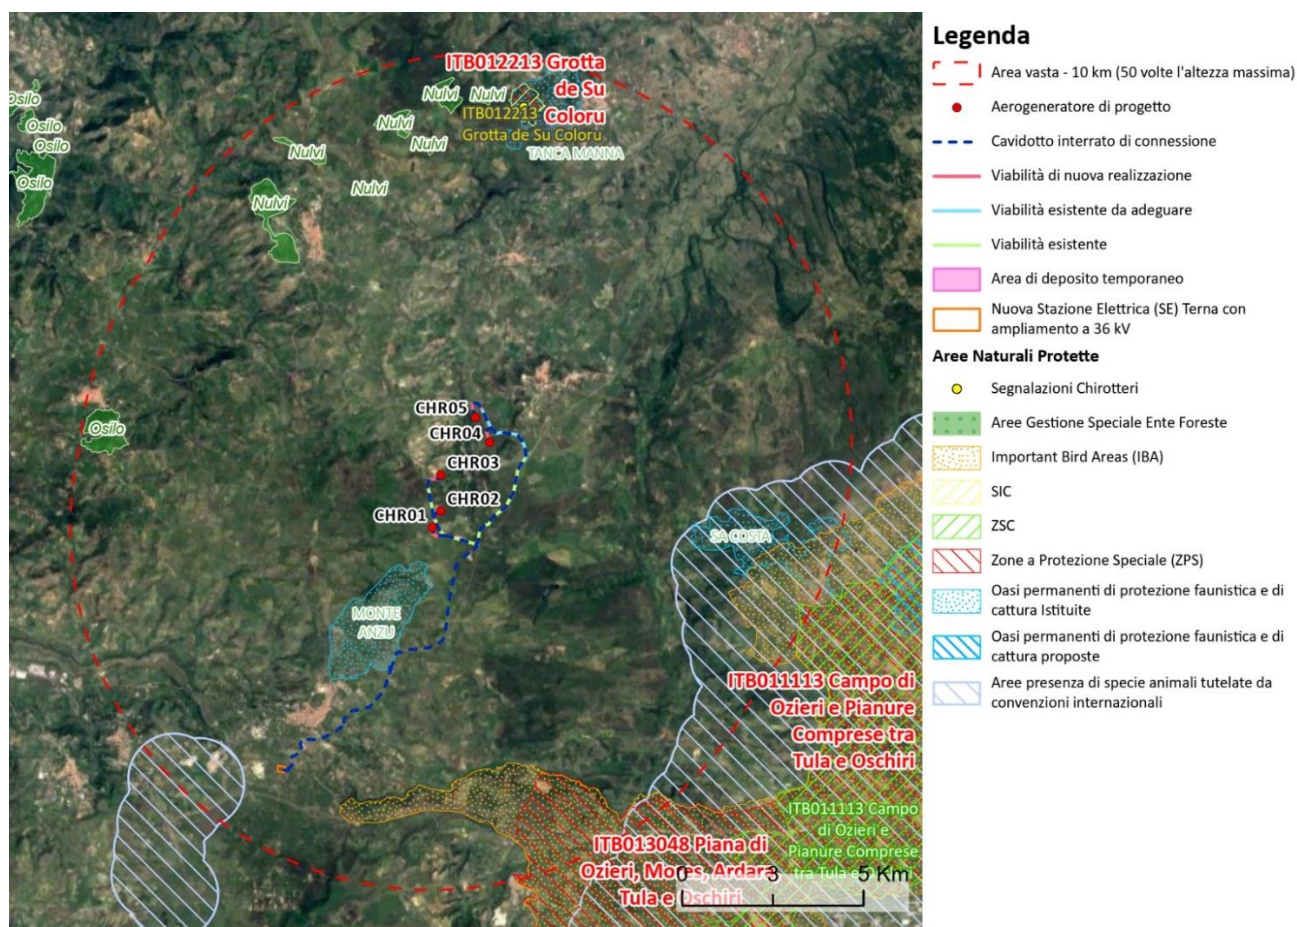 ITB012213 Grotta
de Su
Coloru
Nulvi
Nulvi
ITB012213
Grotta de Su Coloru
TANCA MANNA
Nulvi
Nulvi
Nulvi
Nulvi
Nulvi
Osilo
Osilo
Osilo
Osilo
Osilo
CHR05
CHR04
CHR03
CHR02
CHR01
SA COSTA
MONTE
ANZU
ITB011113 Campo di
Ozieri e Pianure
Comprese tra
Tula e Oschiri
ITB011113 Campo
di Ozieri e
Pianure Comprese
tra Tula e
ITB013048 Piana di
Ozieri, Mores, Ardara
Tula e Oschiri
0 3 5 Km
Legenda
Area vasta - 10 km (50 volte l'altezza massima)
Aerogeneratore di progetto
Cavidotto interrato di connessione
Viabilità di nuova realizzazione
Viabilità esistente da adeguare
Viabilità esistente
Area di deposito temporaneo
Nuova Stazione Elettrica (SE) Terna con
ampliamento a 36 kV
Aree Naturali Protette
Segnalazioni Chirotteri
Aree Gestione Speciale Ente Foreste
Important Bird Areas (IBA)
SIC
ZSC
Zone a Protezione Speciale (ZPS)
Oasi permanenti di protezione faunistica e di
cattura Istituite
Oasi permanenti di protezione faunistica e di
cattura proposte
Aree presenza di specie animali tutelate da
convenzioni internazionali